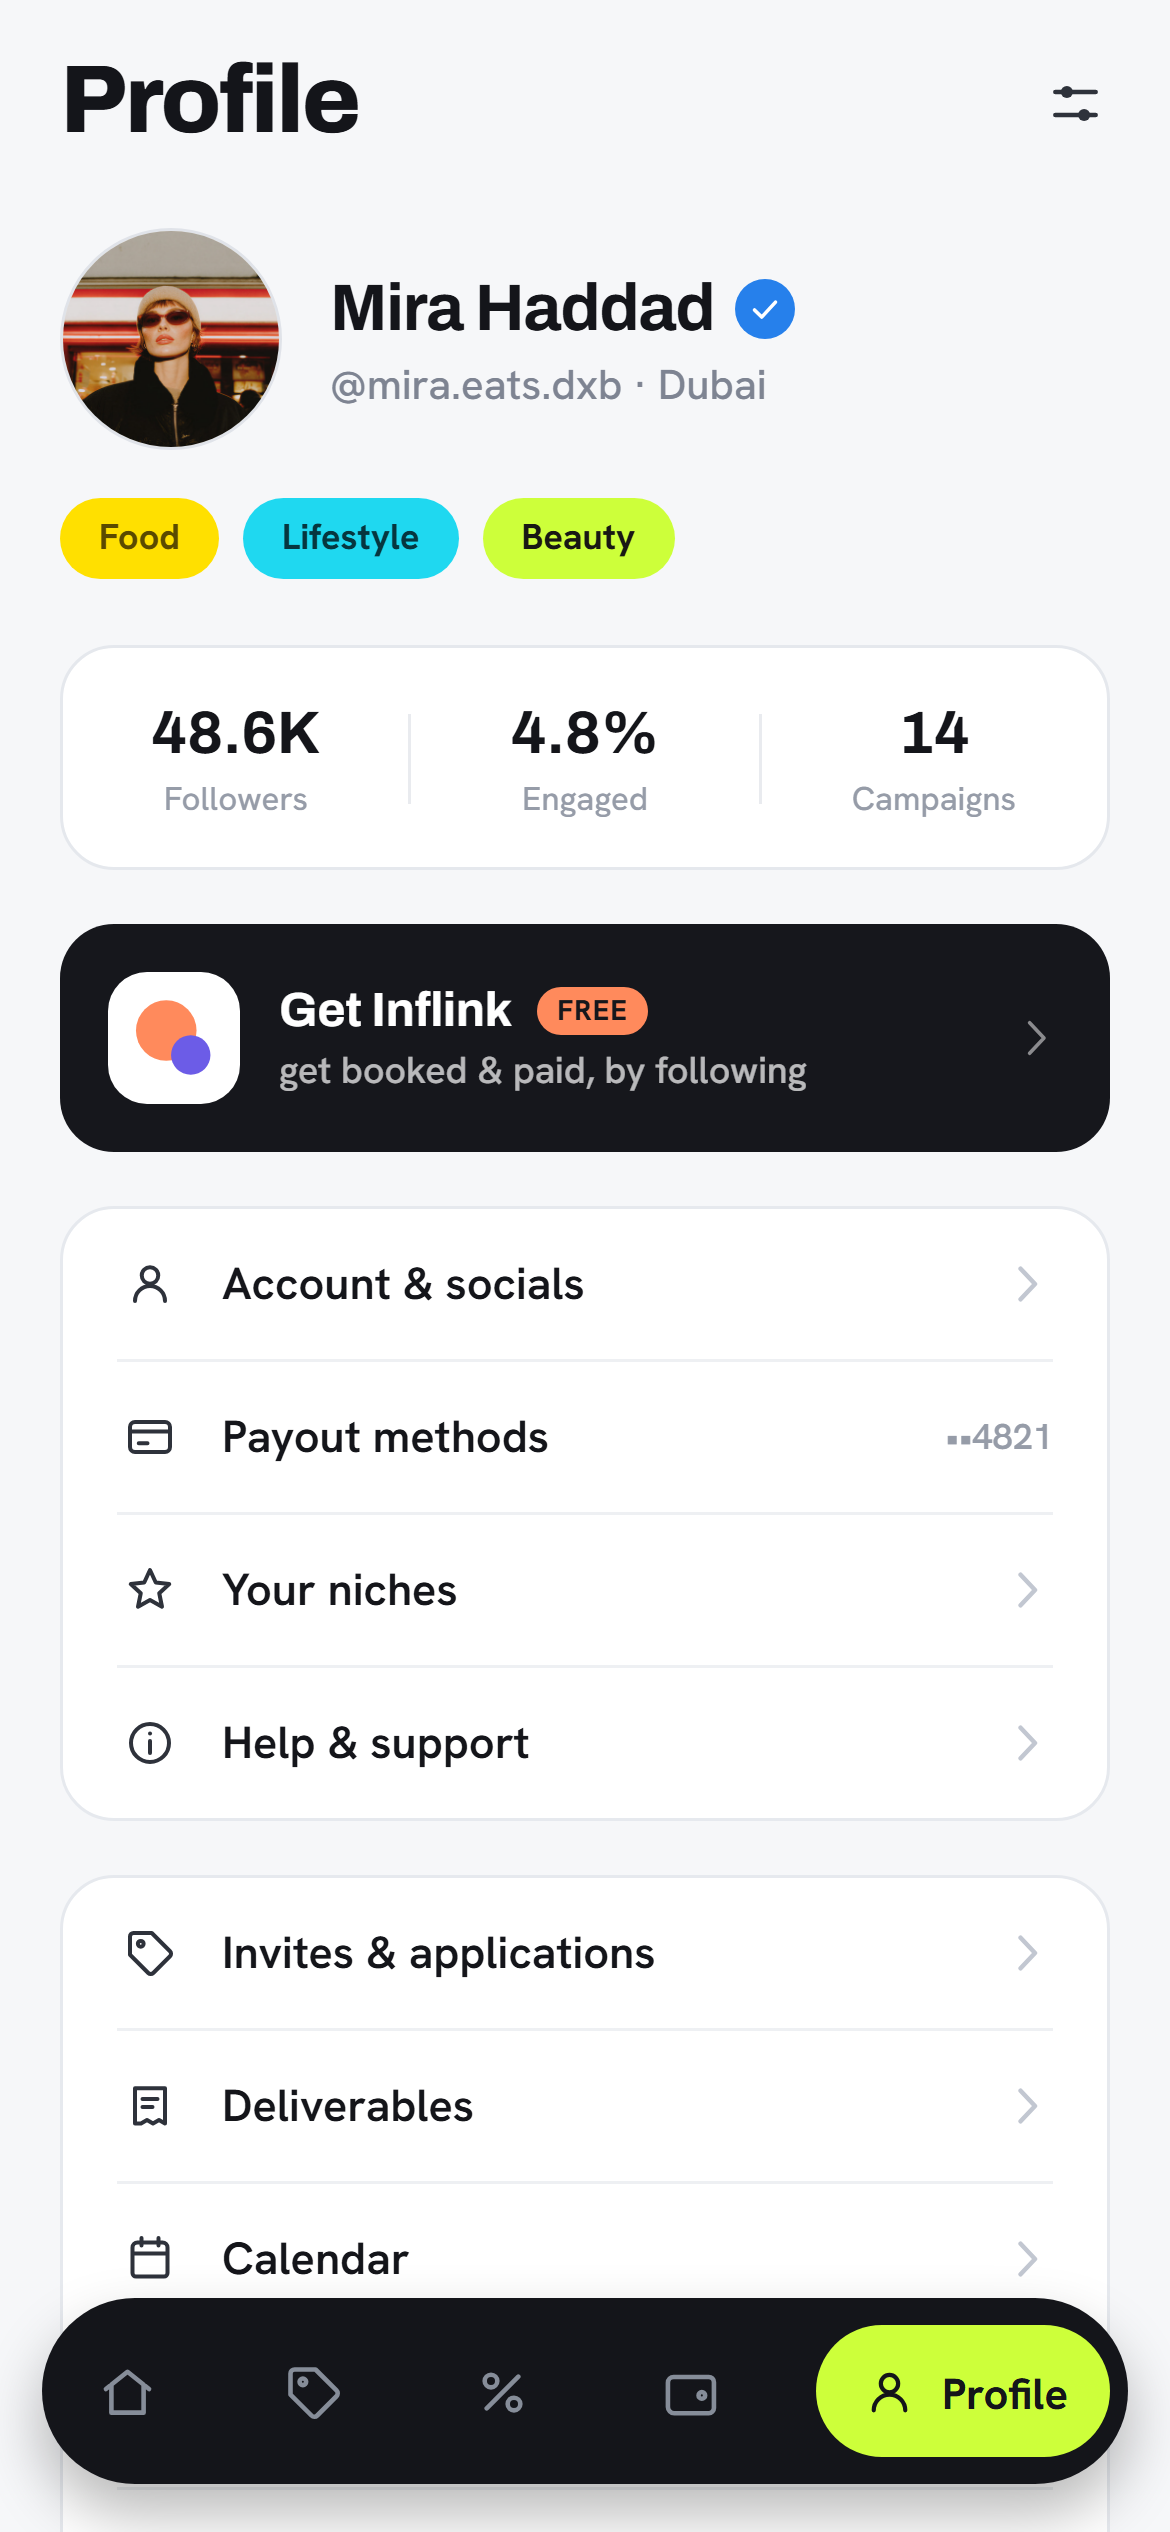 Profile
Mira Haddad
@mira.eats.dxb · Dubai
Food Lifestyle Beauty
48.6K 4.8% 14
Followers Engaged Campaigns
Get Inflink FREE
get booked & paid, by following
Account & socials
Payout methods ▪▪4821
Your niches
Help & support
Invites & applications
Deliverables
Calendar
Profile